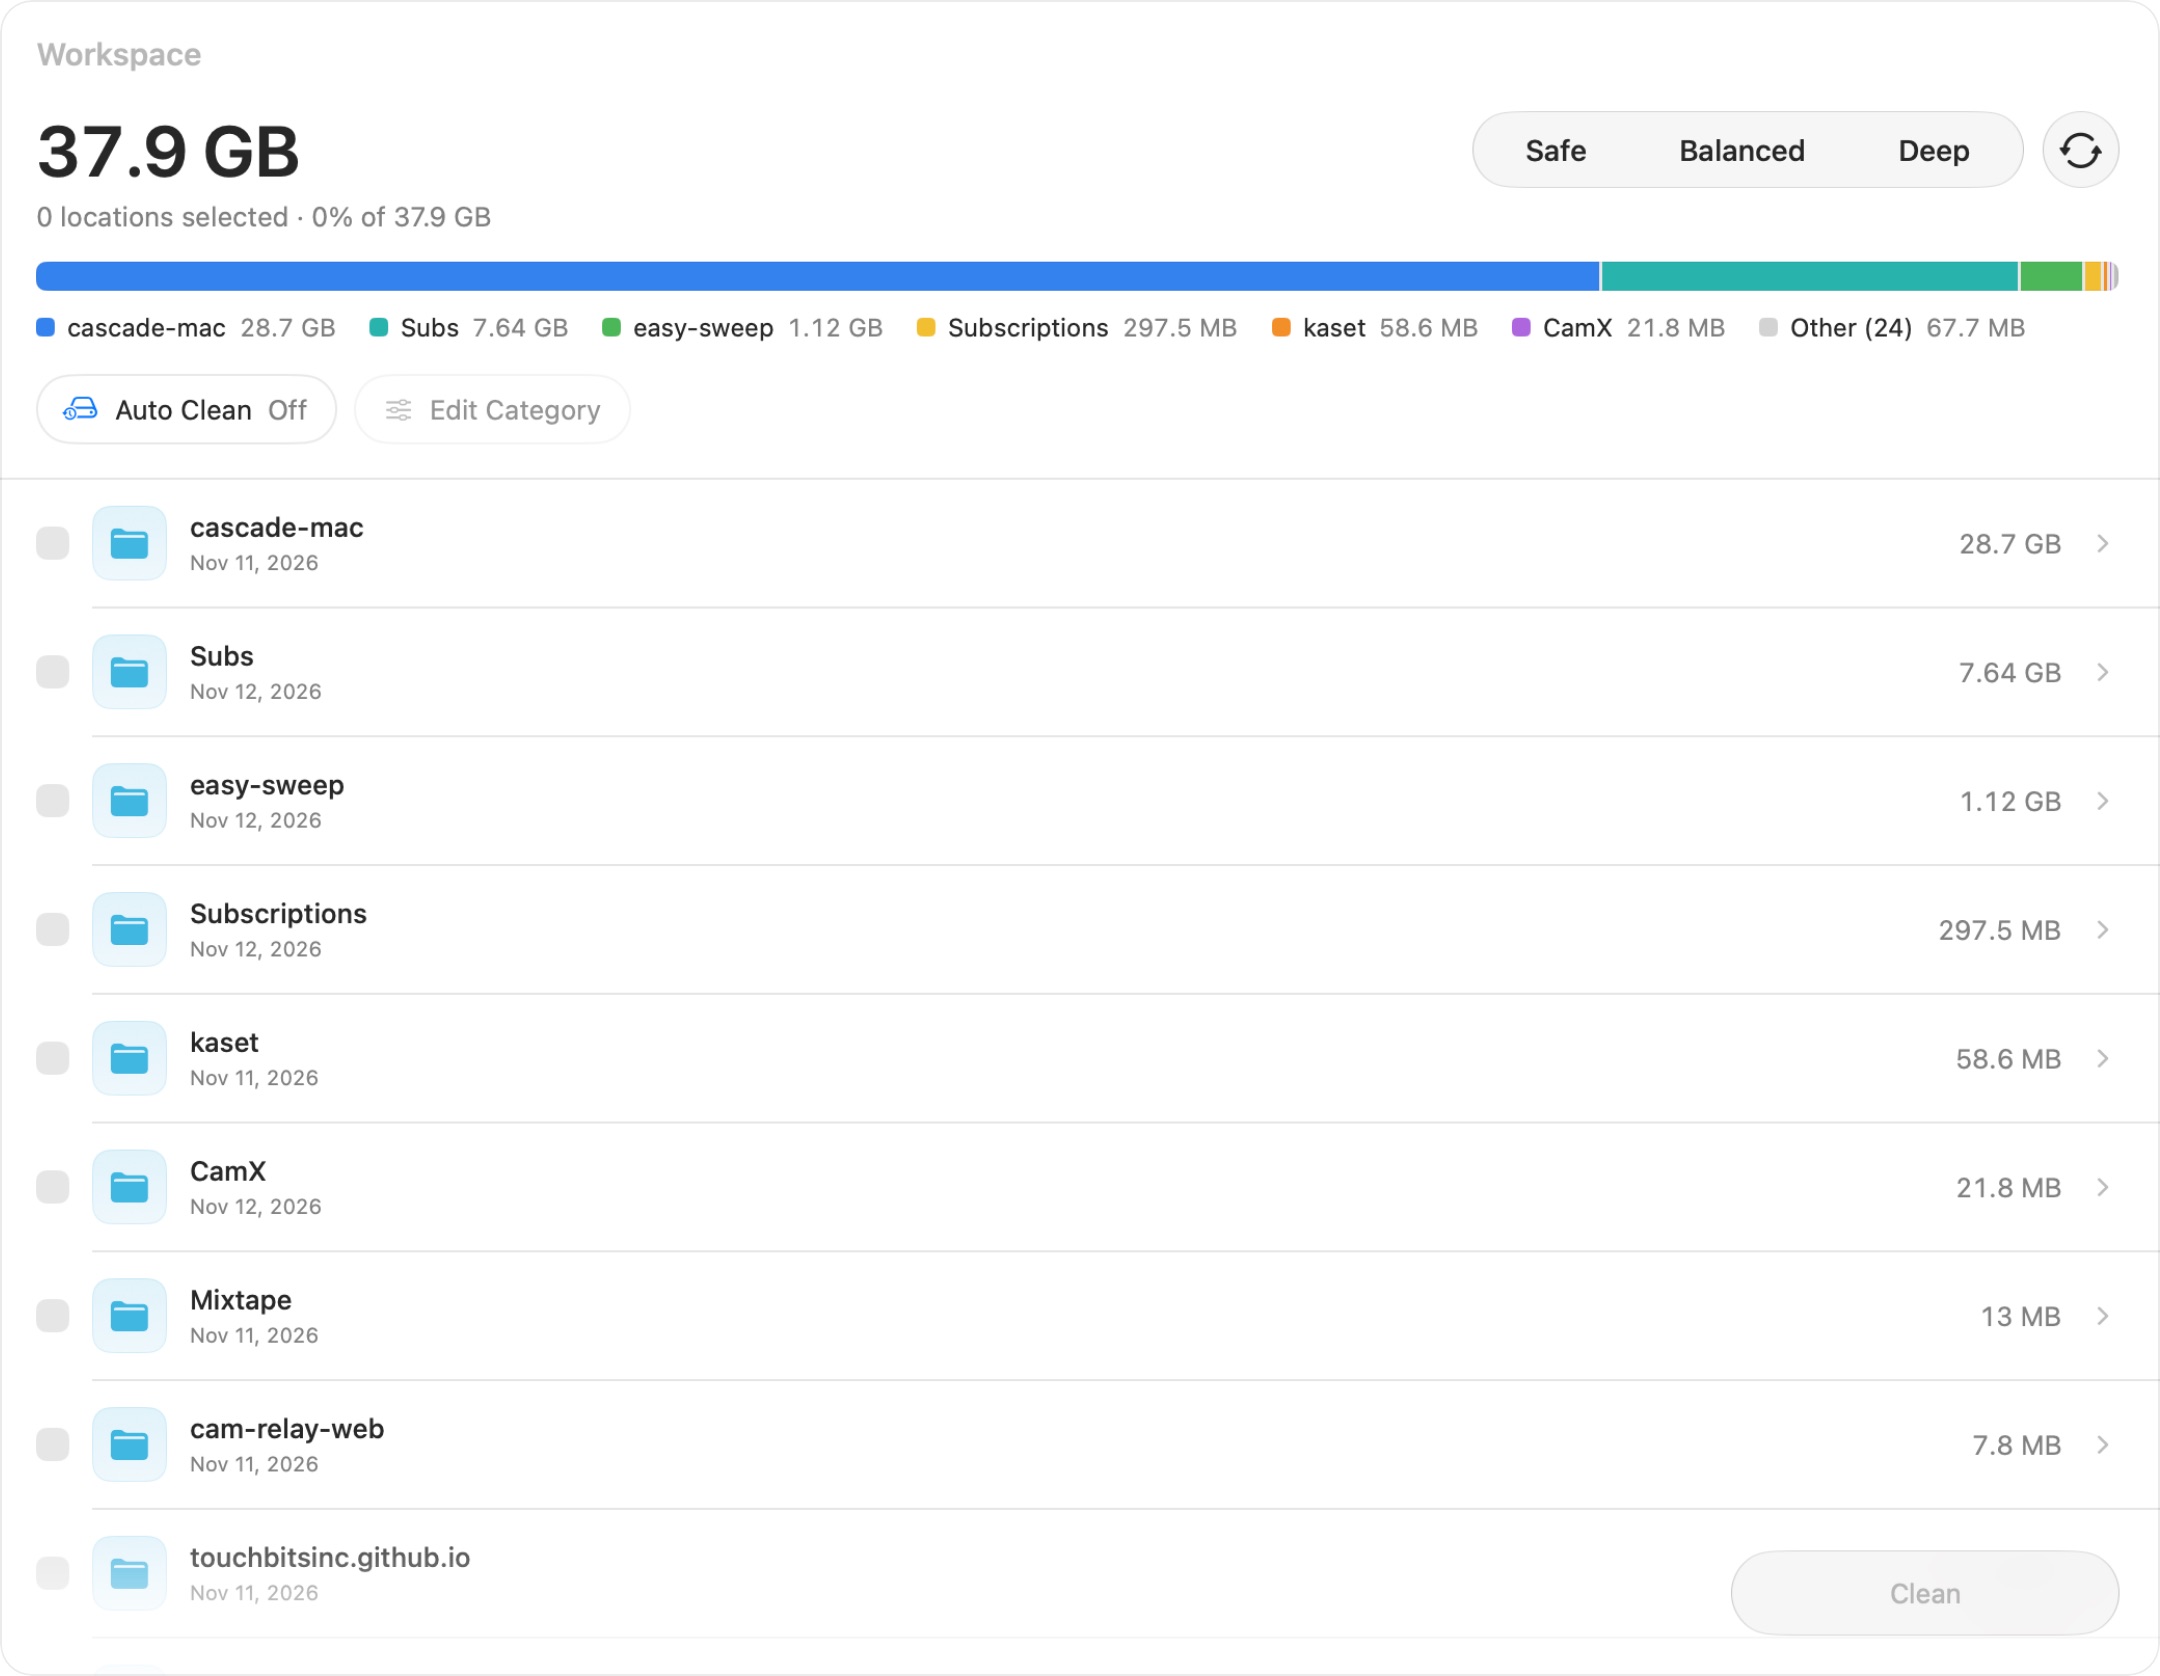 Workspace
37.9 GB
Safe Balanced Deep
0 locations selected · 0% of 37.9 GB
cascade-mac 28.7 GB Subs 7.64 GB easy-sweep 1.12 GB Subscriptions 297.5 MB kaset 58.6 MB CamX 21.8 MB Other (24) 67.7 MB
Auto Clean Off Edit Category
cascade-mac
Nov 11, 2026
28.7 GB
Subs
Nov 12, 2026
7.64 GB
easy-sweep
Nov 12, 2026
1.12 GB
Subscriptions
Nov 12, 2026
297.5 MB
kaset
Nov 11, 2026
58.6 MB
CamX
Nov 12, 2026
21.8 MB
Mixtape
Nov 11, 2026
13 MB
cam-relay-web
Nov 11, 2026
7.8 MB
touchbitsinc.github.io
Nov 11, 2026
Clean